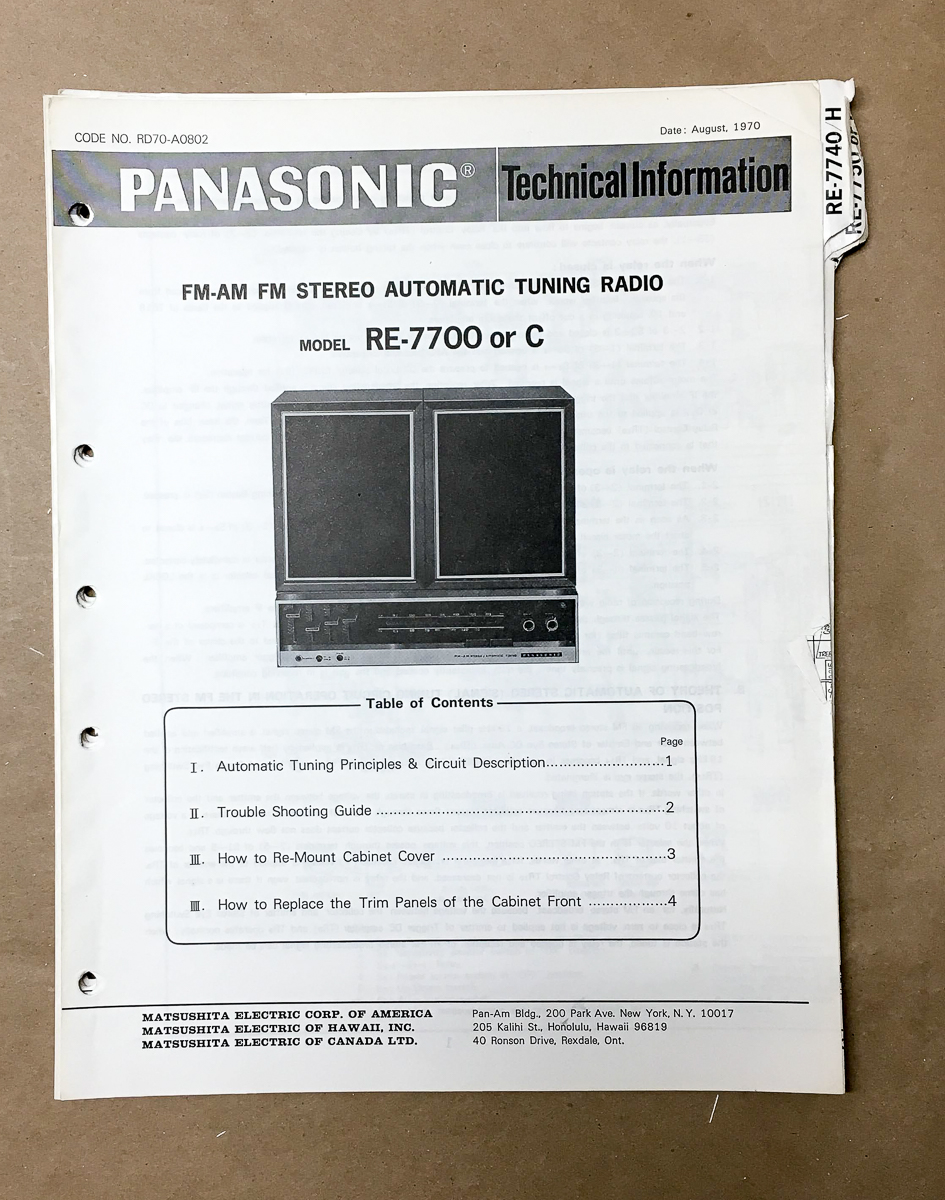 CODE NO. RD70-A0802
Date: August, 1970
PANASONIC®
Technical Information
RE-7740/H
FM-AM FM STEREO AUTOMATIC TUNING RADIO
MODEL RE-7700 or C
PANASONIC
Table of Contents
Page
Ⅰ. Automatic Tuning Principles & Circuit Description..........................1
Ⅱ. Trouble Shooting Guide ................................................................2
Ⅲ. How to Re-Mount Cabinet Cover ..................................................3
Ⅲ. How to Replace the Trim Panels of the Cabinet Front .................4
MATSUSHITA ELECTRIC CORP. OF AMERICA Pan-Am Bldg., 200 Park Ave. New York, N.Y. 10017
MATSUSHITA ELECTRIC OF HAWAII, INC. 205 Kalihi St., Honolulu, Hawaii 96819
MATSUSHITA ELECTRIC OF CANADA LTD. 40 Ronson Drive, Rexdale, Ont.